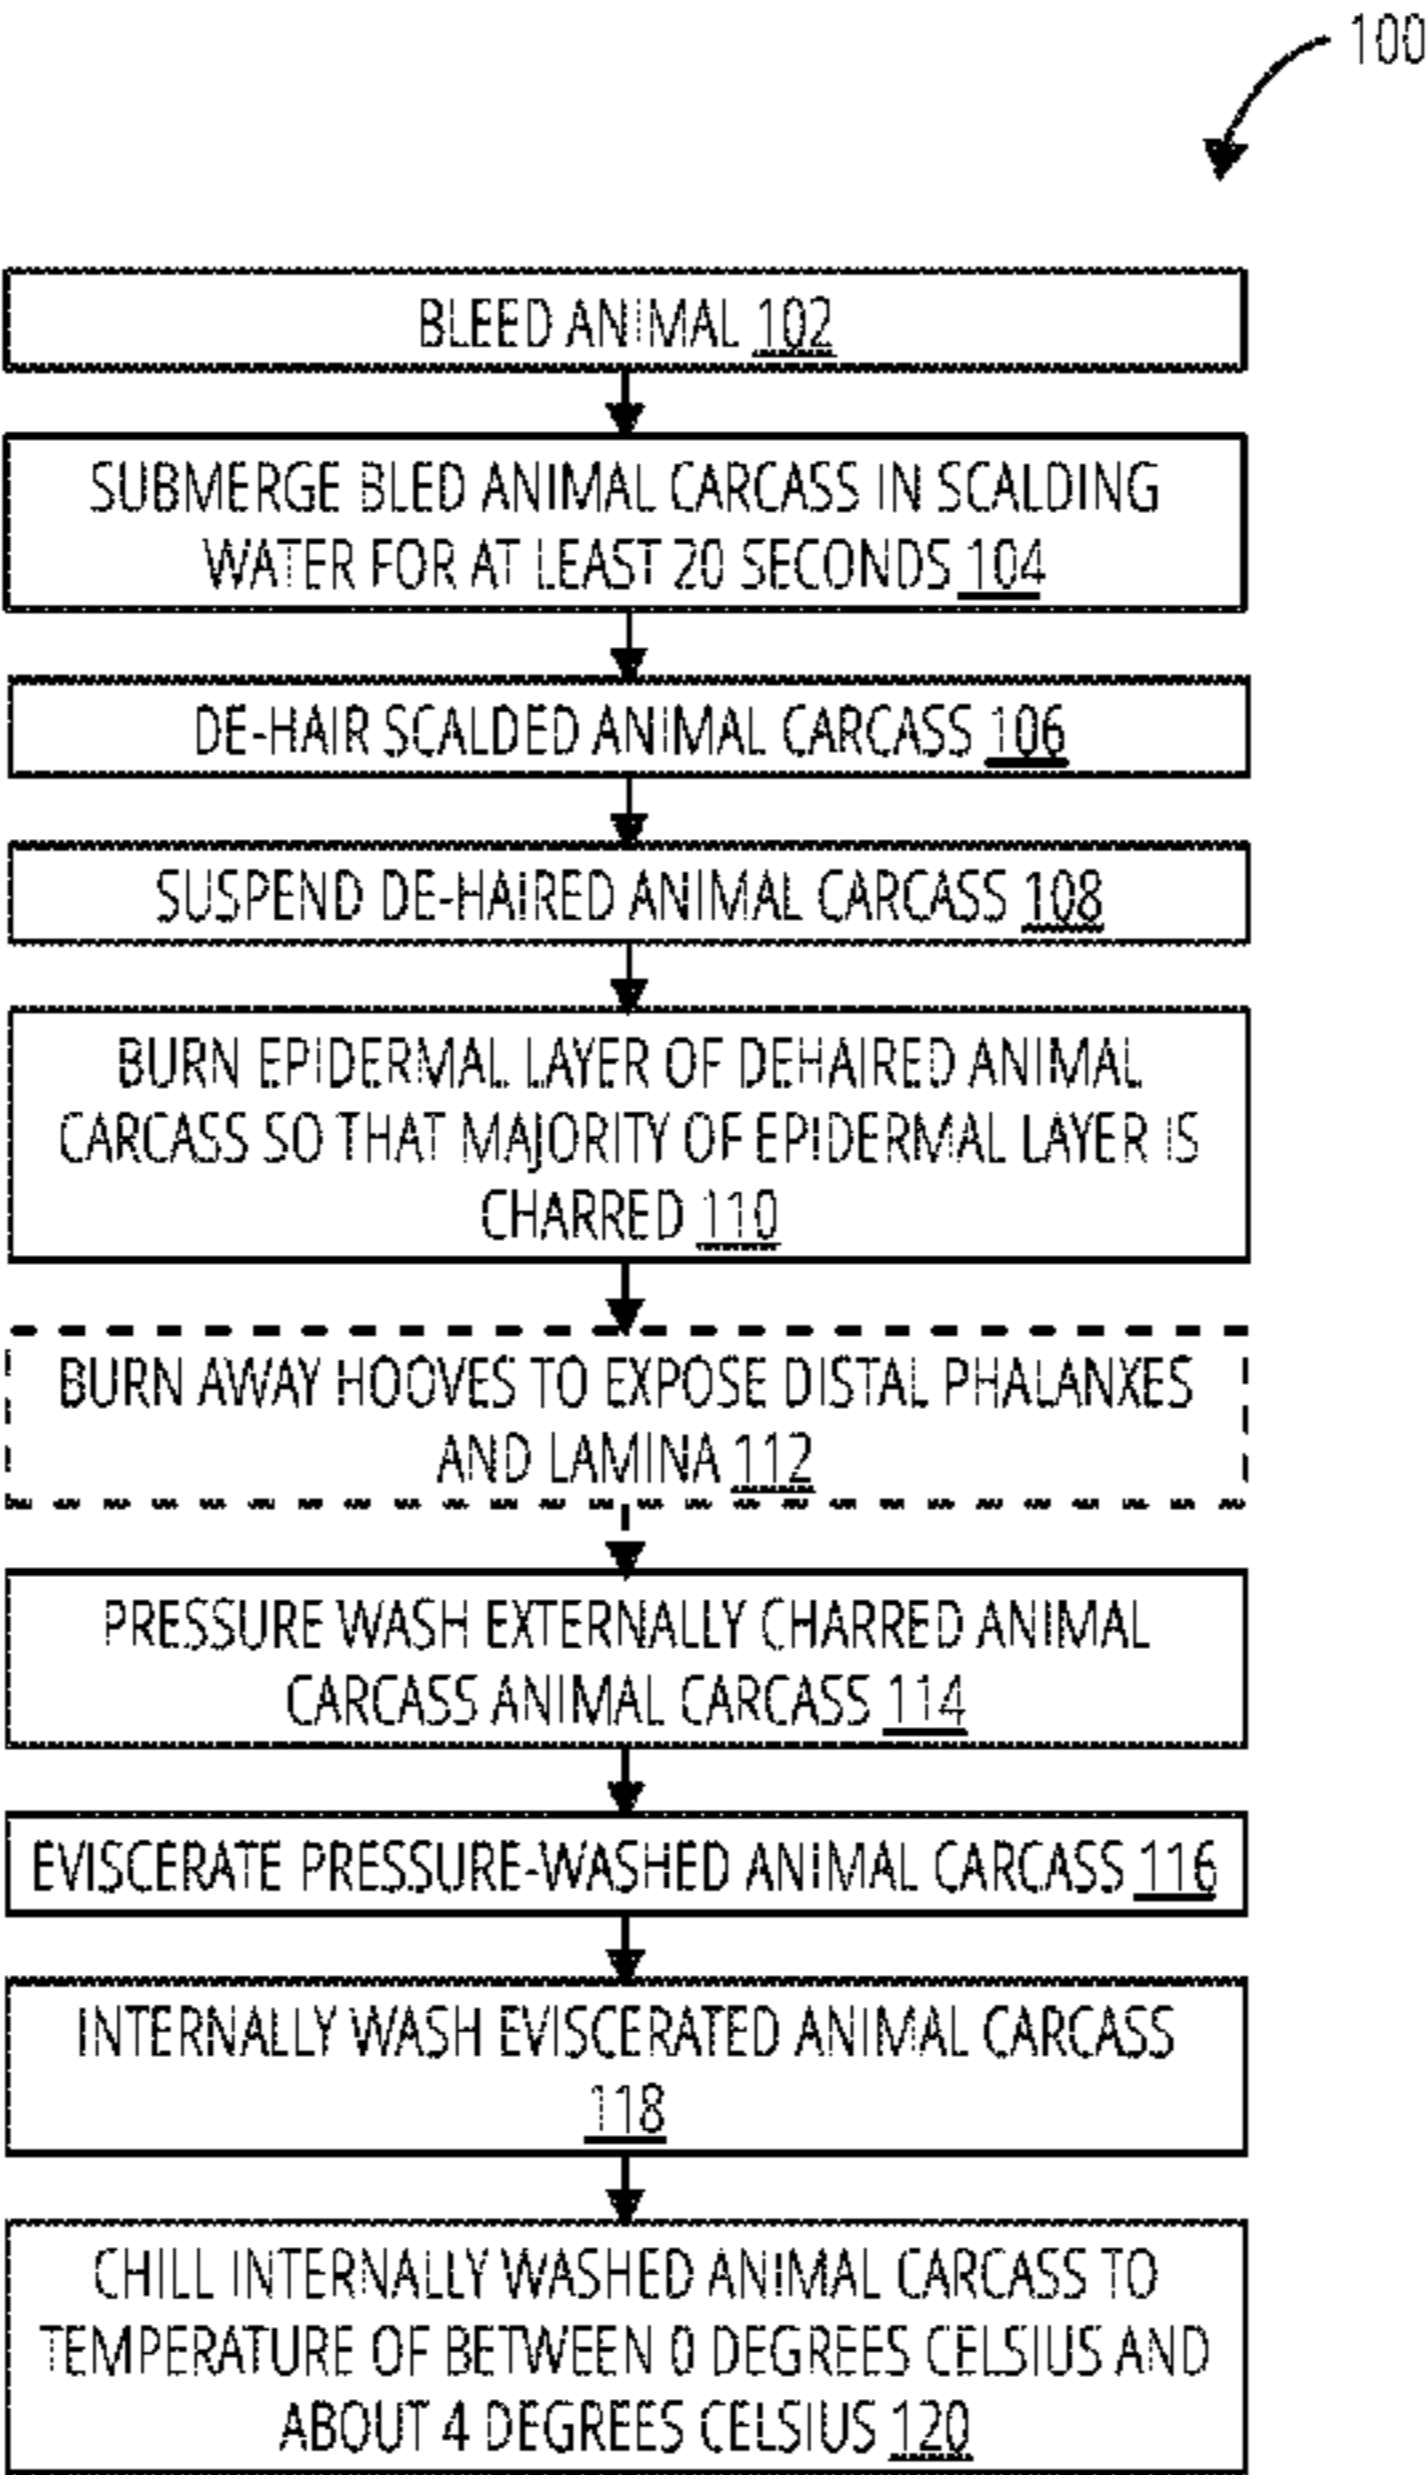 100
BLEED ANIMAL 102
SUBMERGE BLED ANIMAL CARCASS IN SCALDING
WATER FOR AT LEAST 20 SECONDS 104
DE-HAIR SCALDED ANIMAL CARCASS 106
SUSPEND DE-HAIRED ANIMAL CARCASS 108
BURN EPIDERMAL LAYER OF DEHAIRED ANIMAL
CARCASS SO THAT MAJORITY OF EPIDERMAL LAYER IS
CHARRED 110
BURN AWAY HOOVES TO EXPOSE DISTAL PHALANXES
AND LAMINA 112
PRESSURE WASH EXTERNALLY CHARRED ANIMAL
CARCASS ANIMAL CARCASS 114
EVISCERATE PRESSURE-WASHED ANIMAL CARCASS 116
INTERNALLY WASH EVISCERATED ANIMAL CARCASS
118
CHILL INTERNALLY WASHED ANIMAL CARCASS TO
TEMPERATURE OF BETWEEN 0 DEGREES CELSIUS AND
ABOUT 4 DEGREES CELSIUS 120